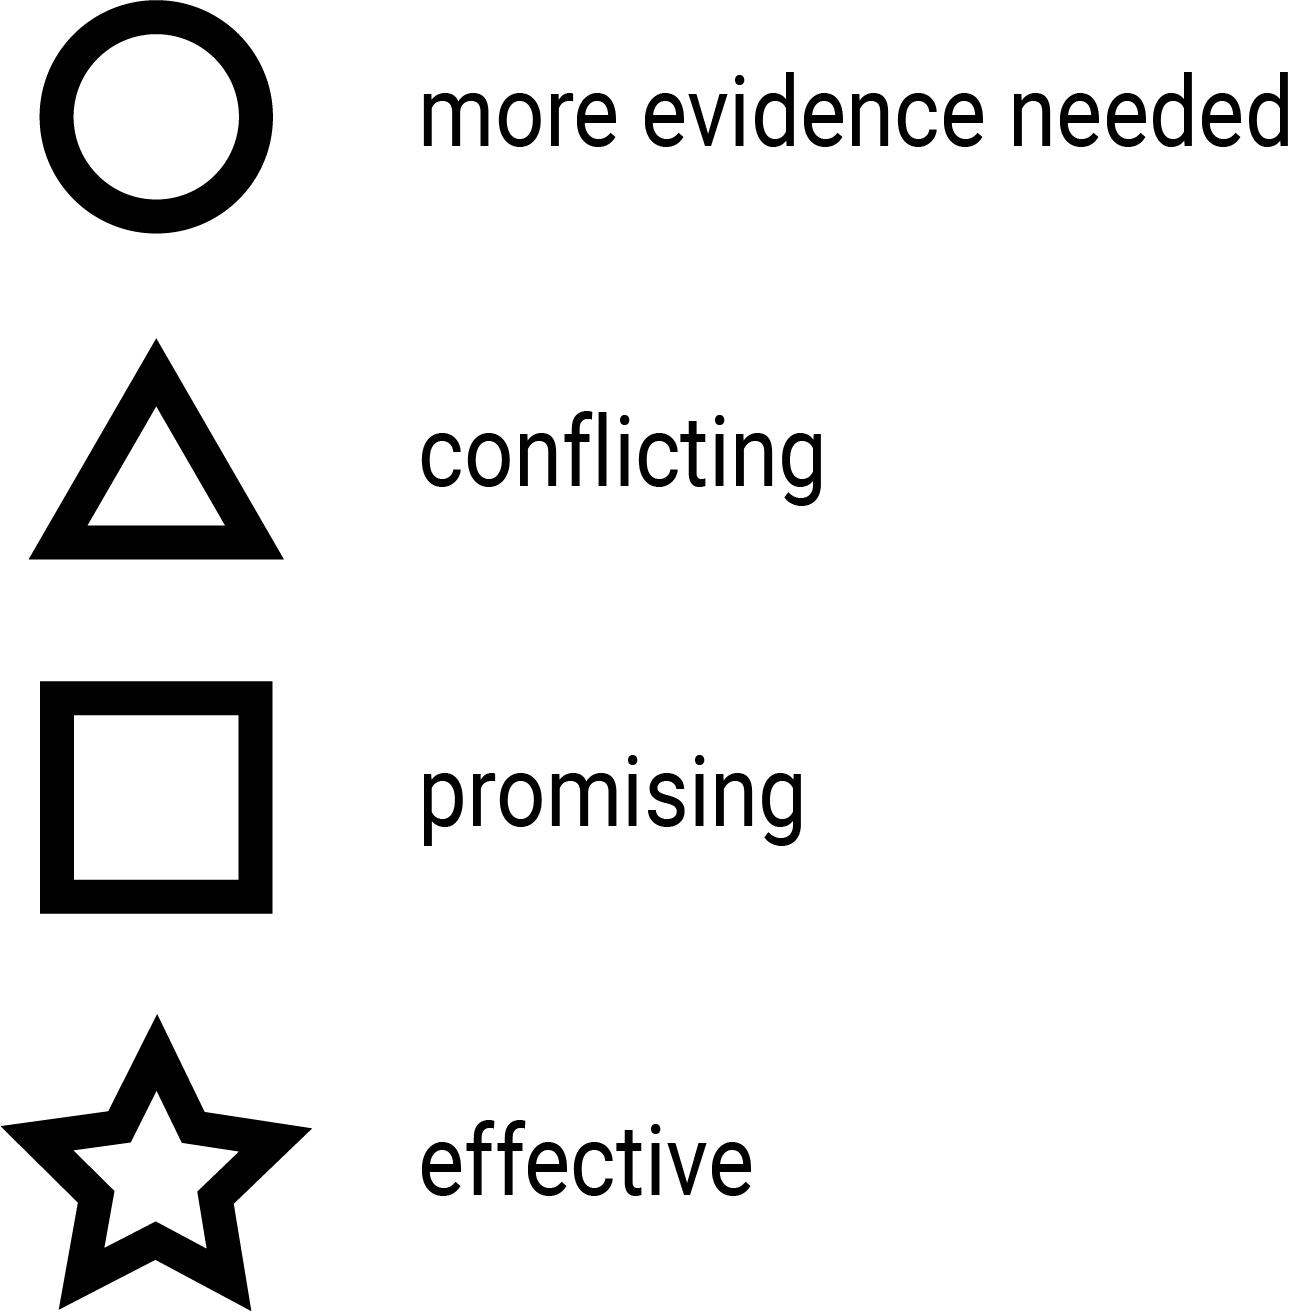 more evidence needed
conflicting
promising
effective